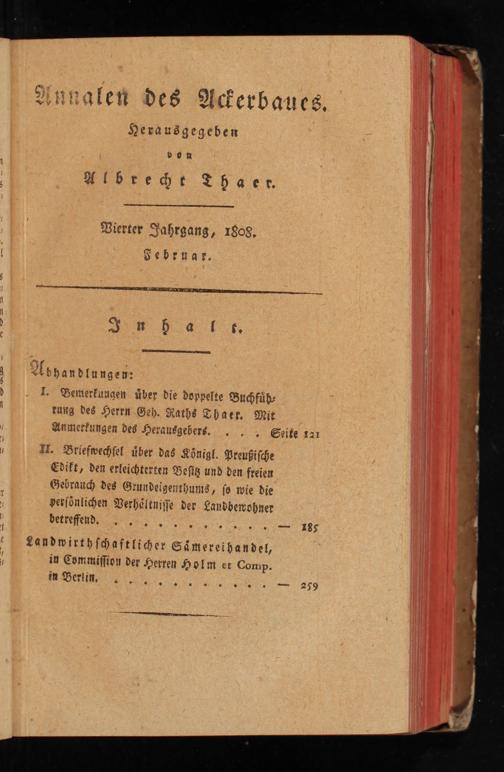 Annalen des Ackerbaues.
Herausgegeben
von
Albrecht Thaer.
Vierter Jahrgang, 1808.
Februar.
Inhalt.
Abhandlungen:
I. Bemerkungen über die doppelte Buchfüh-
rung des Herrn Geh. Raths Thaer. Mit
Anmerkungen des Herausgebers. . . . Seite 121
II. Briefwechsel über das Königl. Preußische
Edikt, den erleichterten Besitz und den freien
Gebrauch des Grundeigenthums, so wie die
persönlichen Verhältnisse der Landbewohner
betreffend. . . . . . . . . . . . — 185
Landwirthschaftlicher Sämereihandel,
in Commission der Herren Holm et Comp.
in Berlin. . . . . . . . . . . . — 259